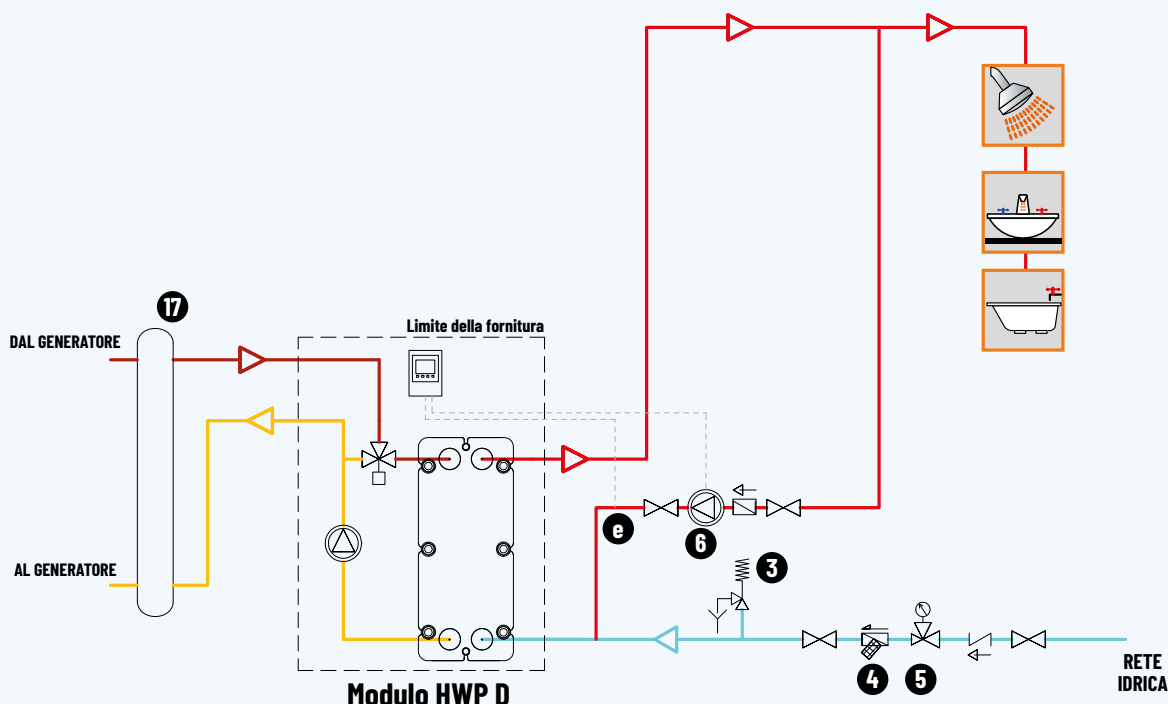 17
DAL GENERATORE
Limite della fornitura
e
6
3
AL GENERATORE
4
5
RETE
IDRICA
Modulo HWP D